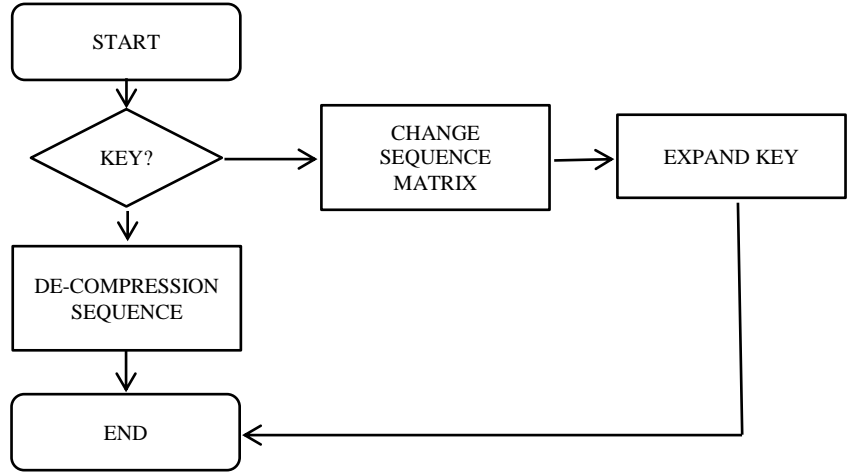 START
KEY?
CHANGE
SEQUENCE
MATRIX
EXPAND KEY
DE-COMPRESSION
SEQUENCE
END